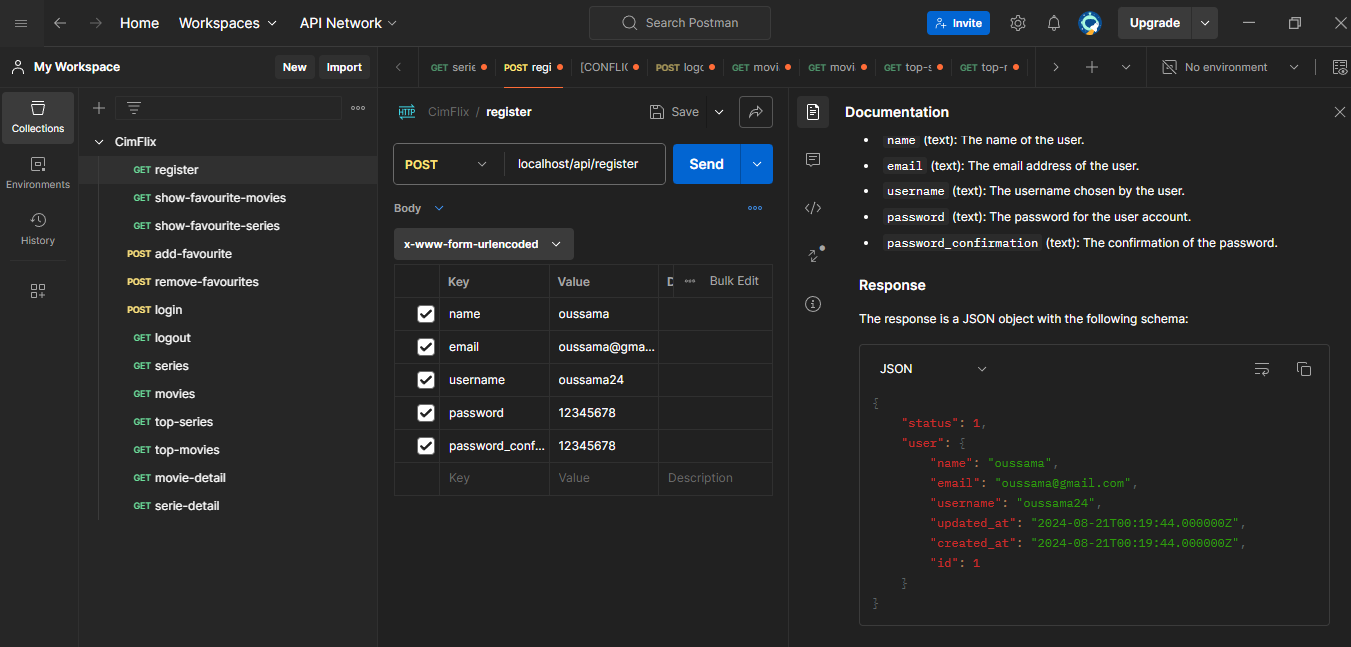 Home Workspaces API Network Search Postman Invite Upgrade
My Workspace New Import
GET serie POST regi [CONFLIC POST logo GET movi GET movi GET top-s GET top-r No environment
Collections
Environments
History
CimFlix
GET register
GET show-favourite-movies
GET show-favourite-series
POST add-favourite
POST remove-favourites
POST login
GET logout
GET series
GET movies
GET top-series
GET top-movies
GET movie-detail
GET serie-detail
HTTP CimFlix / register Save
POST localhost/api/register Send
Body
x-www-form-urlencoded
Key Value D Bulk Edit
name oussama
email oussama@gma...
username oussama24
password 12345678
password_conf... 12345678
Key Value Description
Documentation
• name (text): The name of the user.
• email (text): The email address of the user.
• username (text): The username chosen by the user.
• password (text): The password for the user account.
• password_confirmation (text): The confirmation of the password.
Response
The response is a JSON object with the following schema:
JSON
{
"status": 1,
"user": {
"name": "oussama",
"email": "oussama@gmail.com",
"username": "oussama24",
"updated_at": "2024-08-21T00:19:44.000000Z",
"created_at": "2024-08-21T00:19:44.000000Z",
"id": 1
}
}